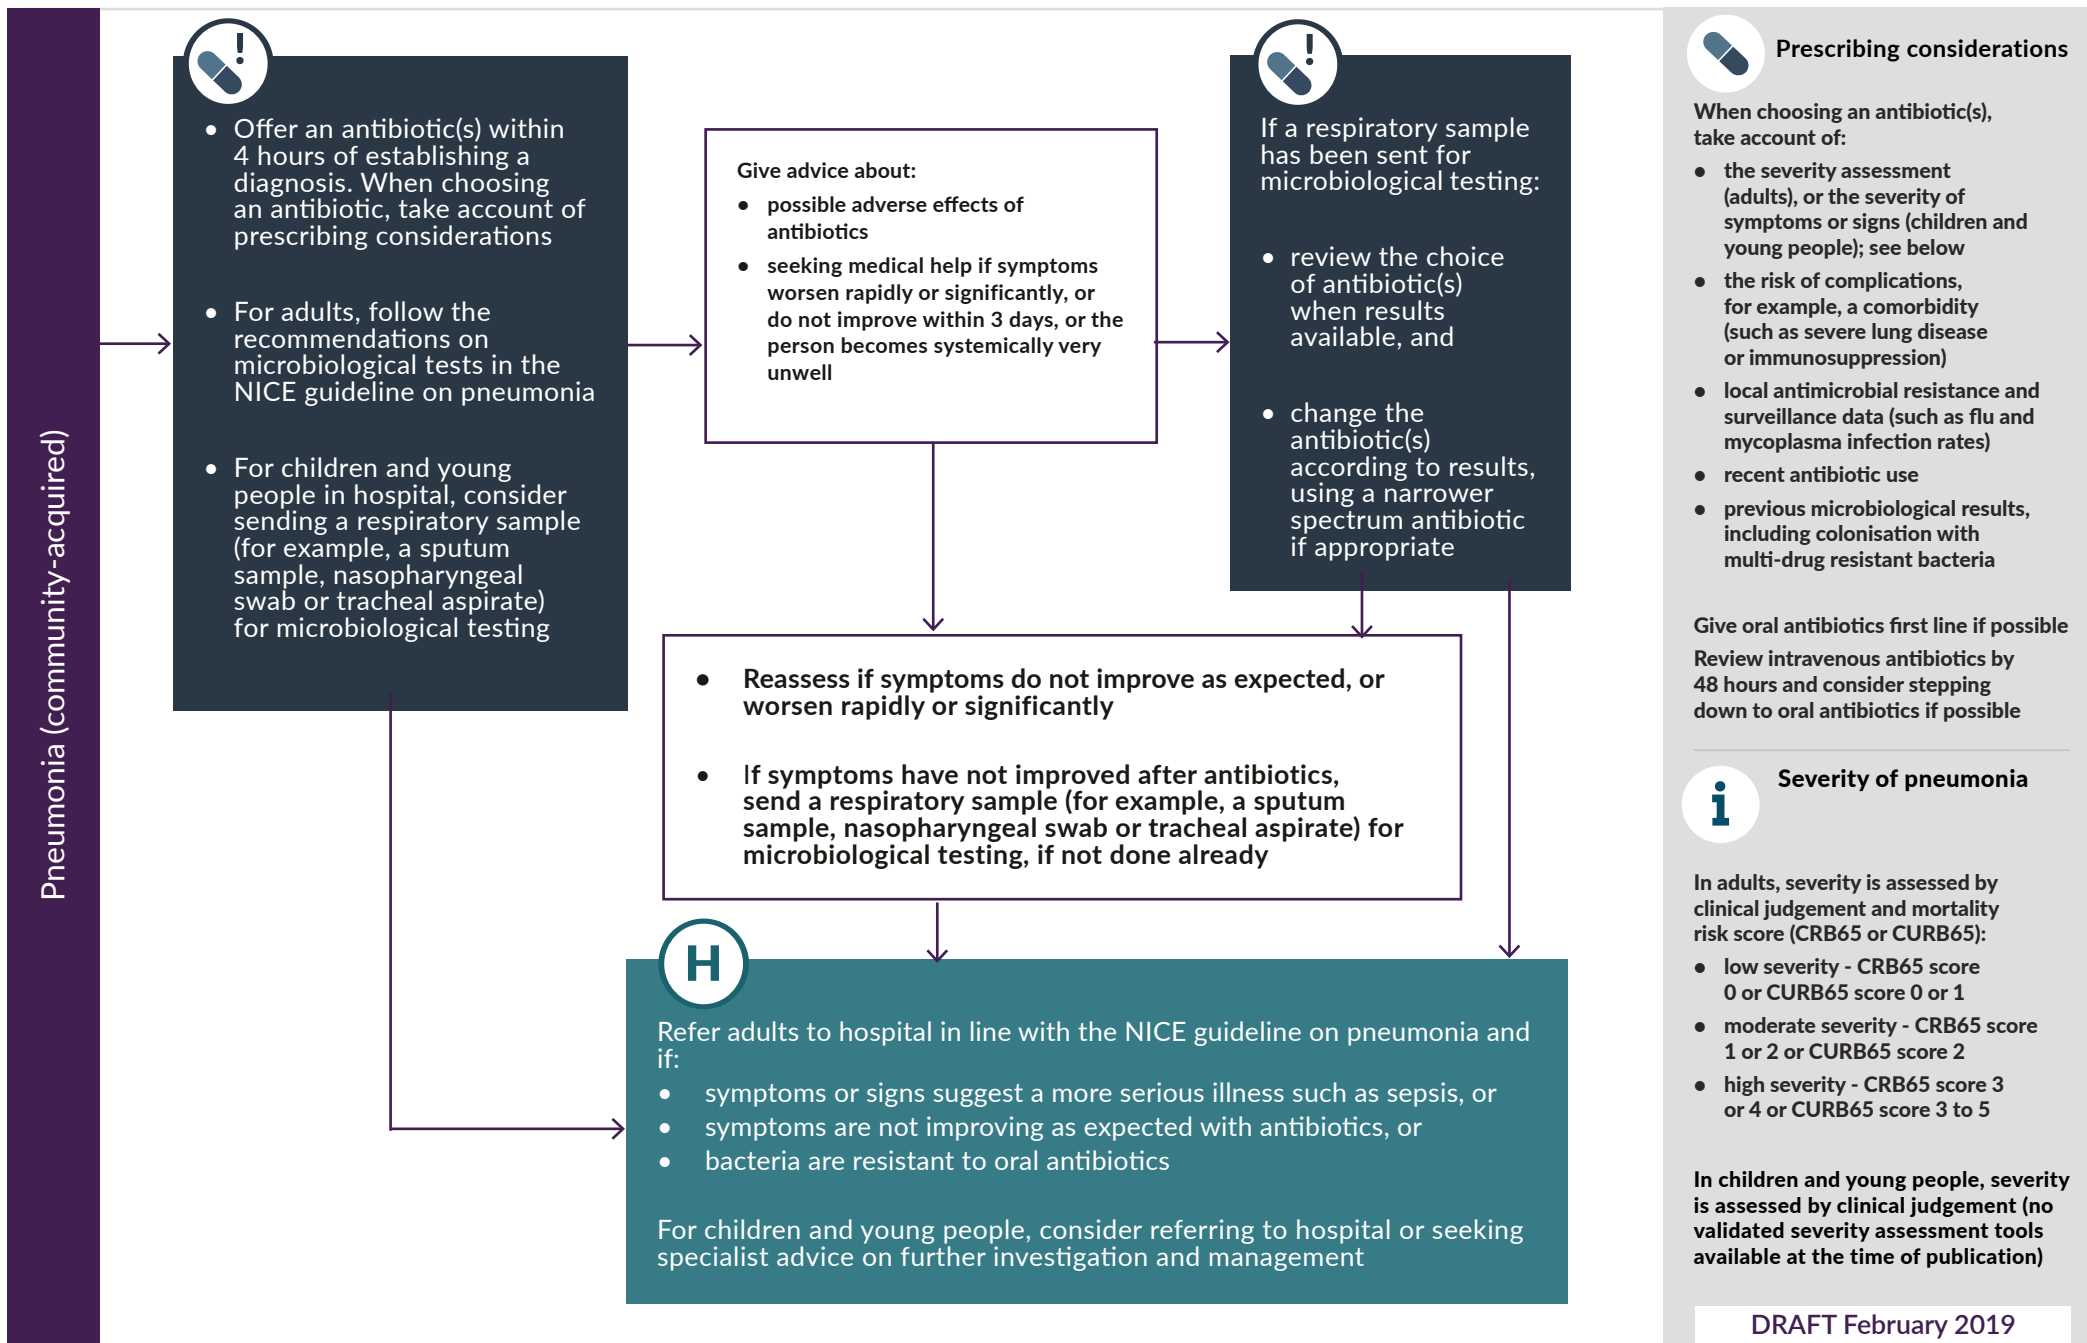 Pneumonia (community-acquired)
• Offer an antibiotic(s) within
4 hours of establishing a
diagnosis. When choosing
an antibiotic, take account of
prescribing considerations
• For adults, follow the
recommendations on
microbiological tests in the
NICE guideline on pneumonia
• For children and young
people in hospital, consider
sending a respiratory sample
(for example, a sputum
sample, nasopharyngeal
swab or tracheal aspirate)
for microbiological testing
Give advice about:
• possible adverse effects of
antibiotics
• seeking medical help if symptoms
worsen rapidly or significantly, or
do not improve within 3 days, or the
person becomes systemically very
unwell
If a respiratory sample
has been sent for
microbiological testing:
• review the choice
of antibiotic(s)
when results
available, and
• change the
antibiotic(s)
according to results,
using a narrower
spectrum antibiotic
if appropriate
• Reassess if symptoms do not improve as expected, or
worsen rapidly or significantly
• If symptoms have not improved after antibiotics,
send a respiratory sample (for example, a sputum
sample, nasopharyngeal swab or tracheal aspirate) for
microbiological testing, if not done already
H
Refer adults to hospital in line with the NICE guideline on pneumonia and
if:
• symptoms or signs suggest a more serious illness such as sepsis, or
• symptoms are not improving as expected with antibiotics, or
• bacteria are resistant to oral antibiotics
For children and young people, consider referring to hospital or seeking
specialist advice on further investigation and management
Prescribing considerations
When choosing an antibiotic(s),
take account of:
• the severity assessment
(adults), or the severity of
symptoms or signs (children and
young people); see below
• the risk of complications,
for example, a comorbidity
(such as severe lung disease
or immunosuppression)
• local antimicrobial resistance and
surveillance data (such as flu and
mycoplasma infection rates)
• recent antibiotic use
• previous microbiological results,
including colonisation with
multi-drug resistant bacteria
Give oral antibiotics first line if possible
Review intravenous antibiotics by
48 hours and consider stepping
down to oral antibiotics if possible
Severity of pneumonia
In adults, severity is assessed by
clinical judgement and mortality
risk score (CRB65 or CURB65):
• low severity - CRB65 score
0 or CURB65 score 0 or 1
• moderate severity - CRB65 score
1 or 2 or CURB65 score 2
• high severity - CRB65 score 3
or 4 or CURB65 score 3 to 5
In children and young people, severity
is assessed by clinical judgement (no
validated severity assessment tools
available at the time of publication)
DRAFT February 2019